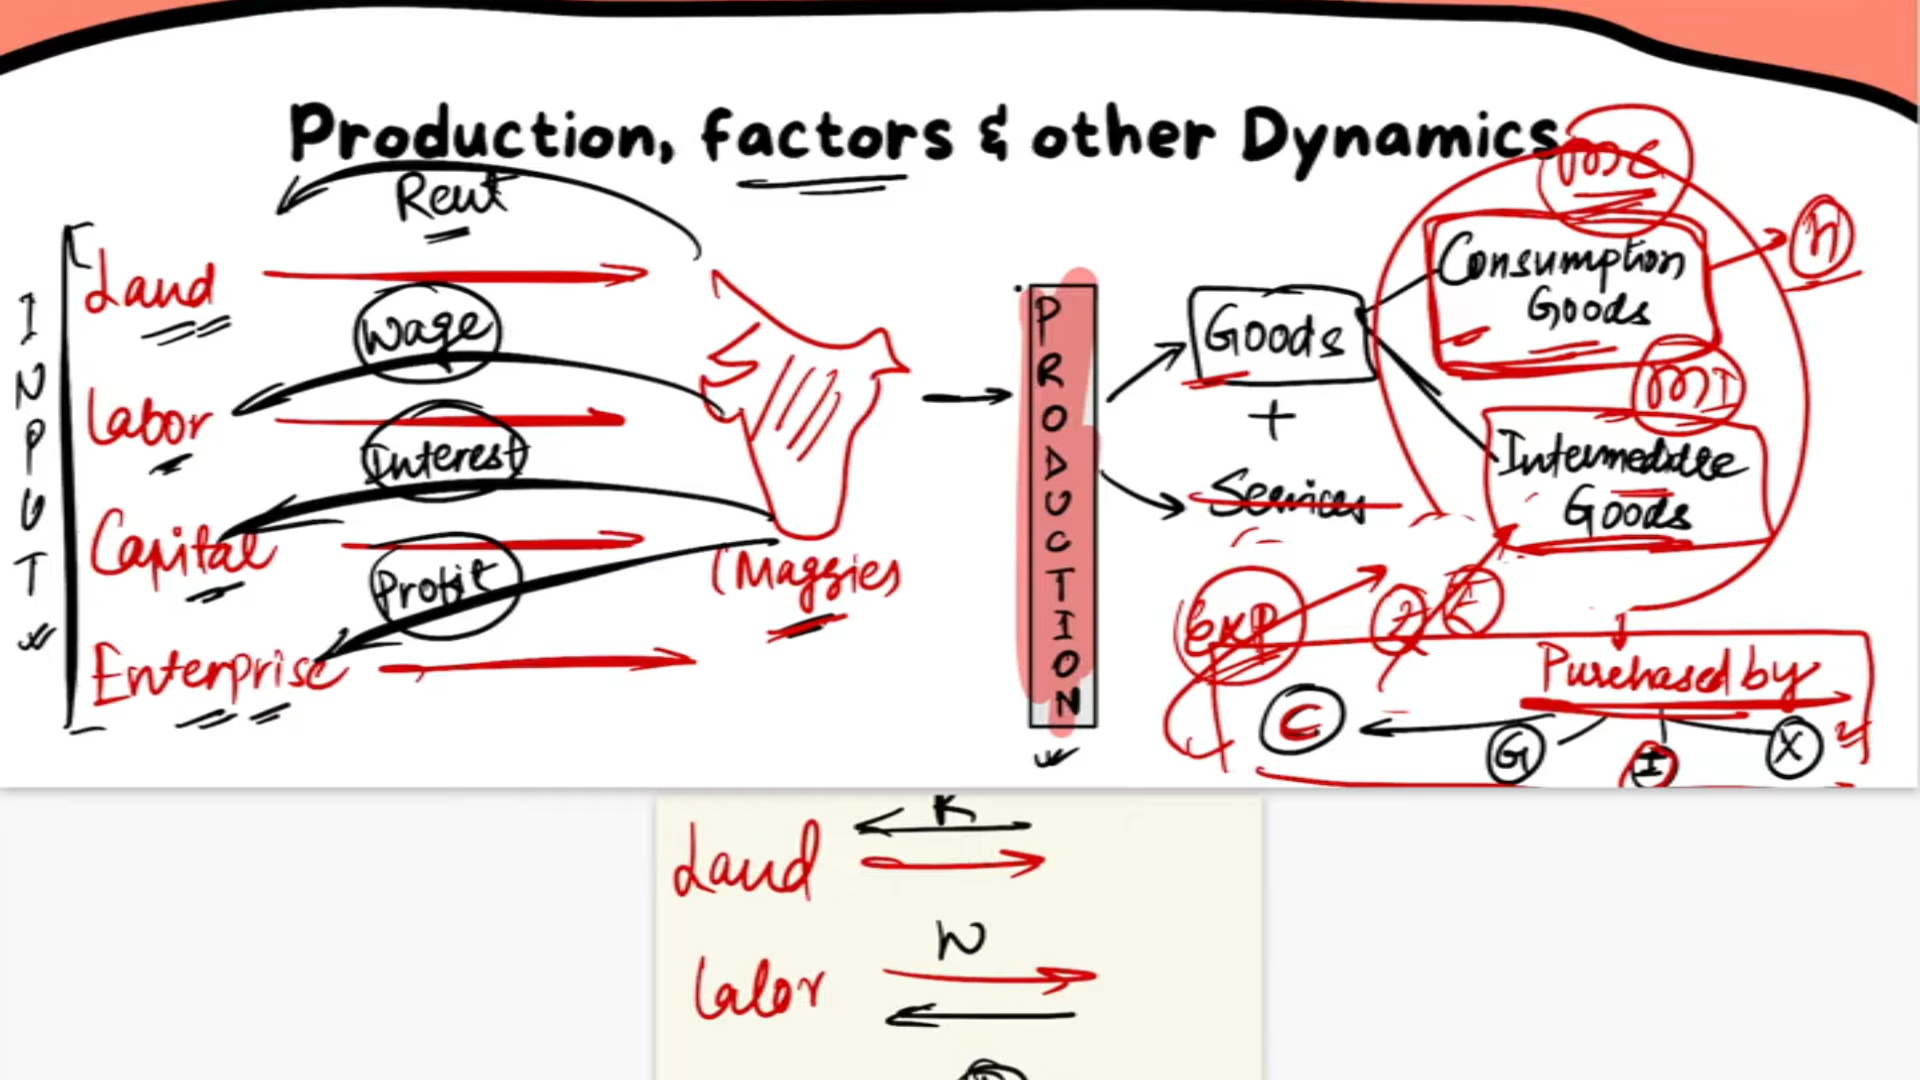 Production, factors & other Dynamics
INPUT
Land
Rent
Labor
Wage
Capital
Interest
Enterprise
Profit
(Maggies
PRODUCTION
Goods
+
Services
Consumption
Goods
Intermediate
Goods
h
MI
Exp
Purchased by
C
G
I
X
Land
R
Labor
W